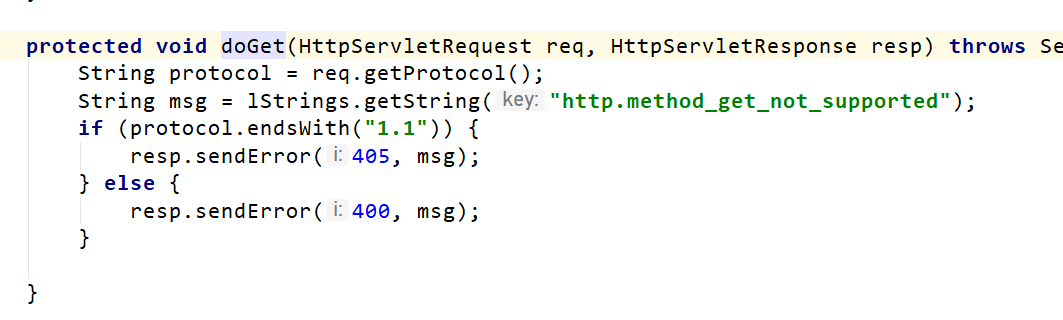 protected void doGet(HttpServletRequest req, HttpServletResponse resp) throws Se
String protocol = req.getProtocol();
String msg = lStrings.getString( key: "http.method_get_not_supported");
if (protocol.endsWith("1.1")) {
resp.sendError( i: 405, msg);
} else {
resp.sendError( i: 400, msg);
}
}